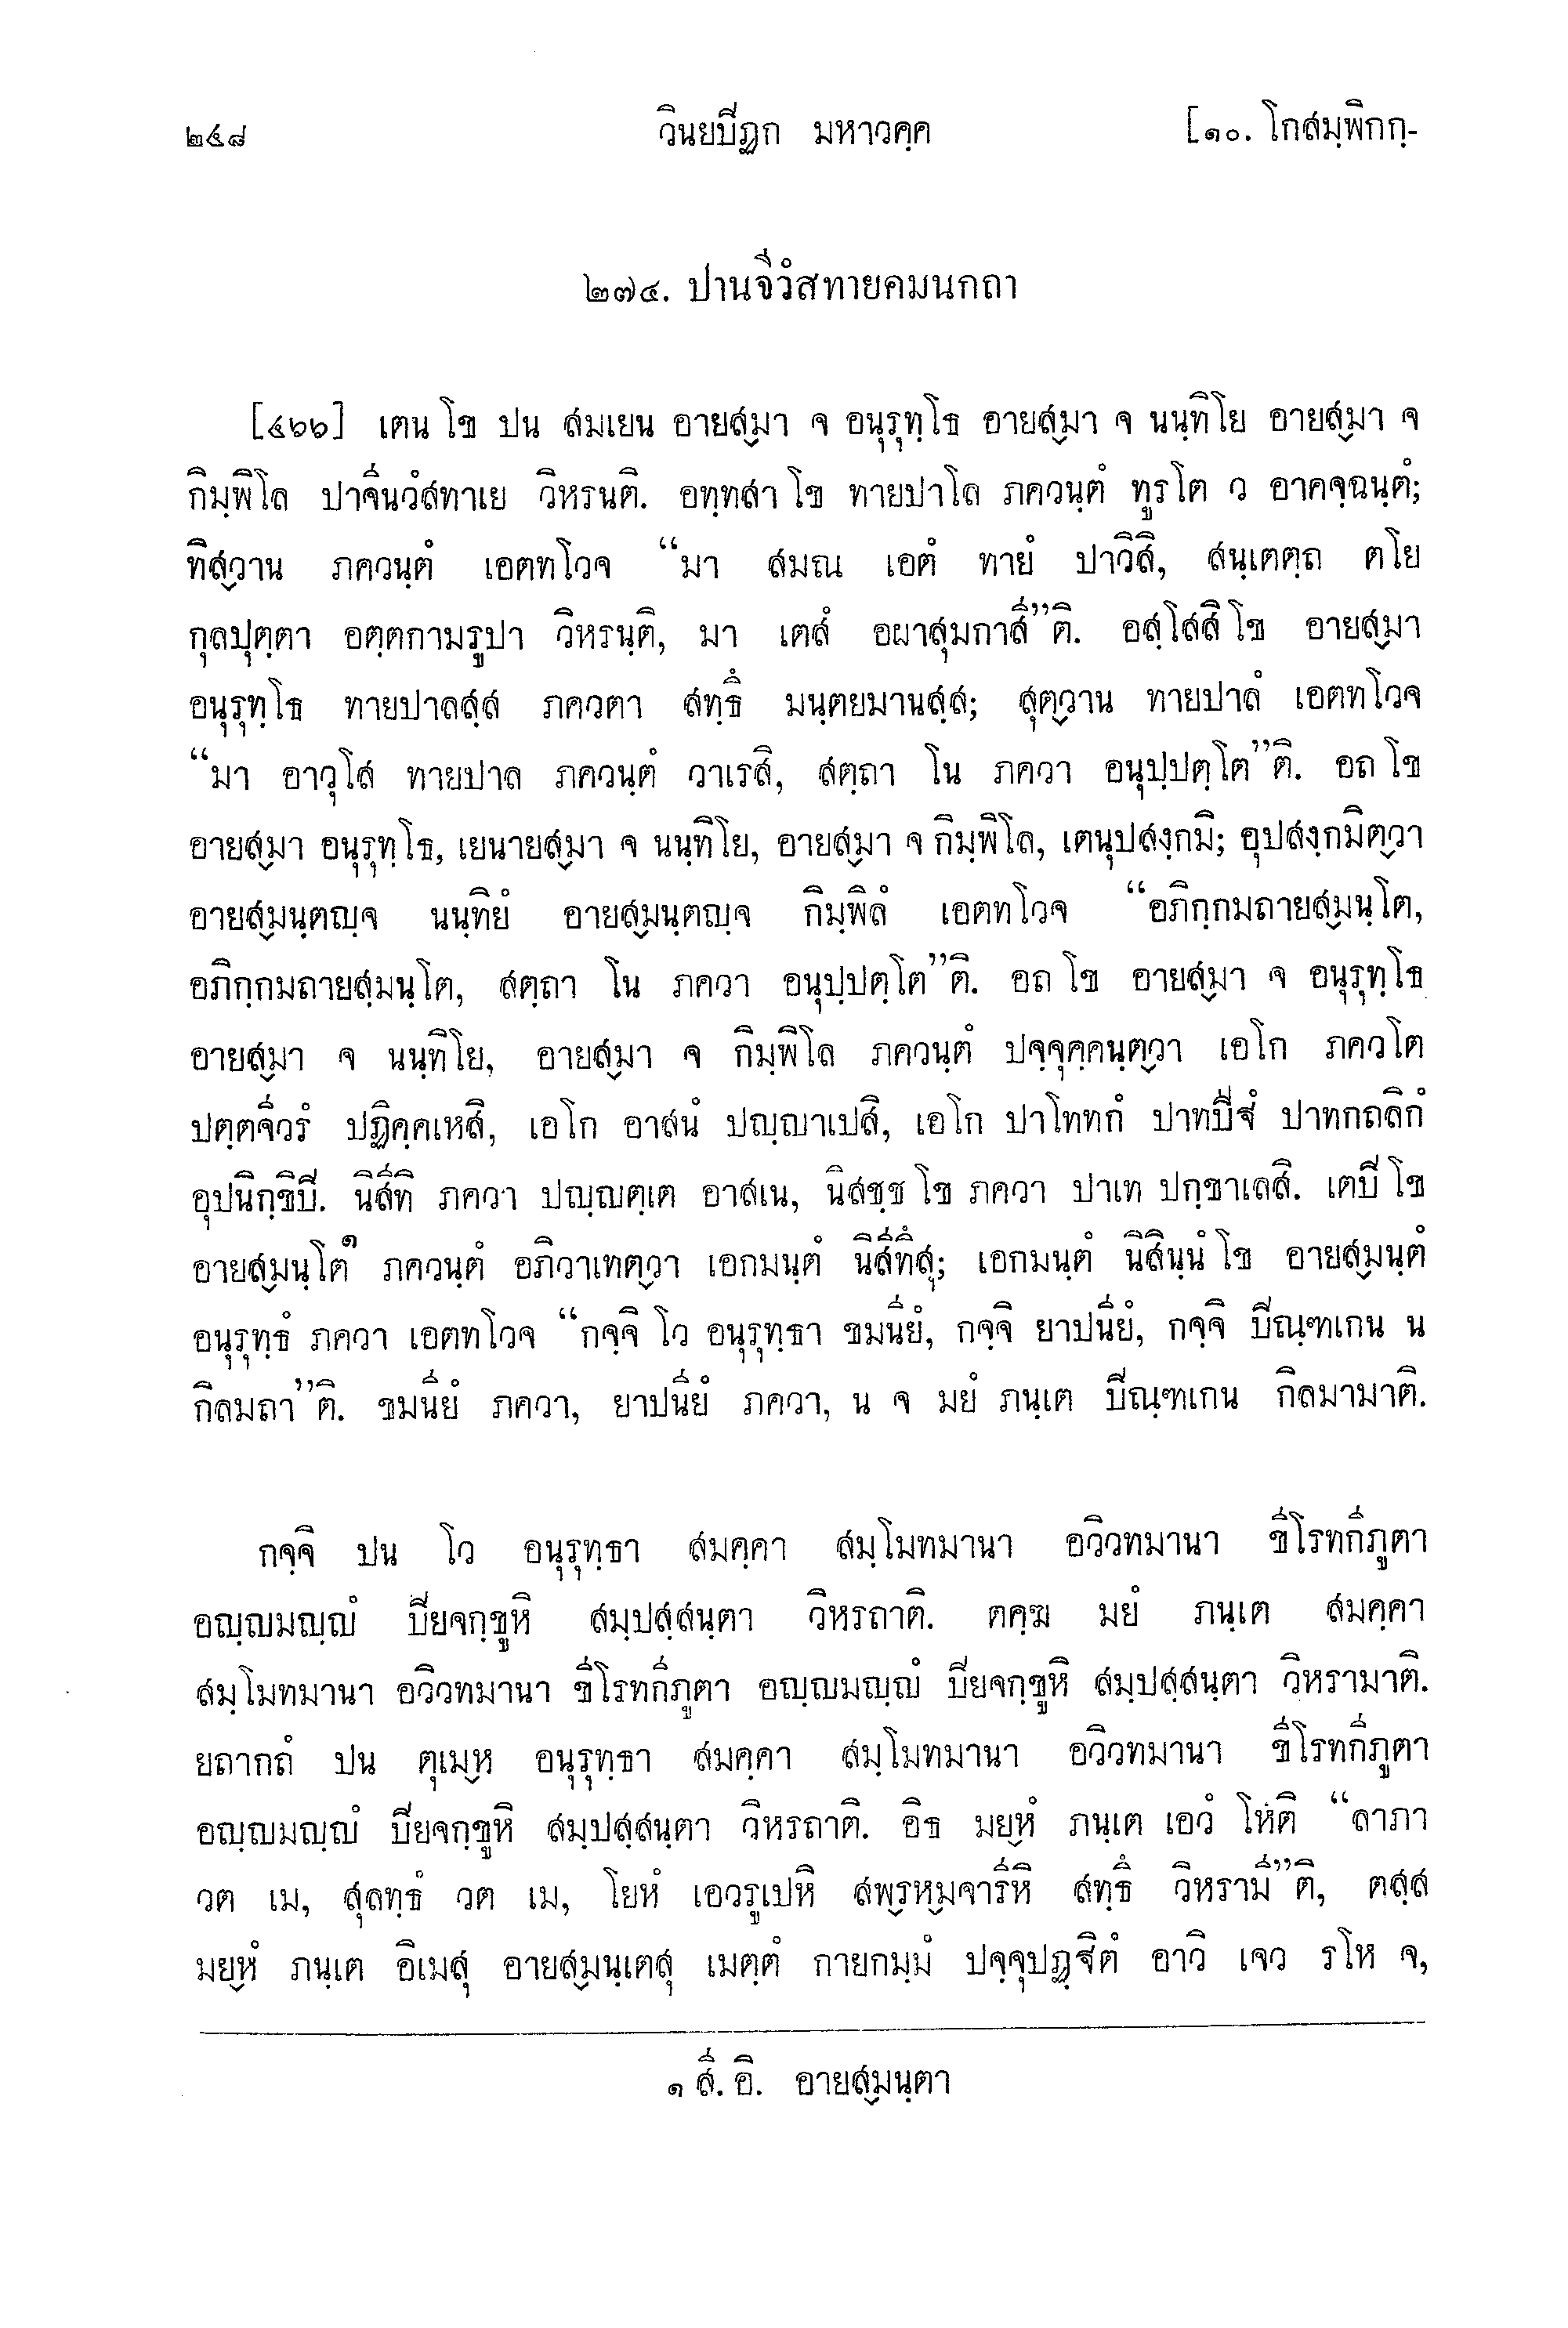 ๒๕๘ วินยปิฏก มหาวคฺค [๑๐. โกสมฺพิกกฺ-
๒๗๔. ปานจีวํสทายคมนกถา
[๔๖๖] เตน โข ปน สมเยน อายสฺมา จ อนุรุทฺโธ อายสฺมา จ นนฺทิโย อายสฺมา จ
กิมฺพิโล ปาจีนวํสทาเย วิหรนติ. อทฺทสา โข ทายปาโล ภควนฺตํ ทูรโต ว อาคจฺฉนฺตํ;
ทิสฺวาน ภควนฺตํ เอตทโวจ “มา สมณ เอตํ ทายํ ปาวิสิ, สนฺเตตฺถ ตโย
กุลปุตฺตา อตฺตกามรูปา วิหรนฺติ, มา เตสํ อผาสุมกาสี”ติ. อสฺโสสิ โข อายสฺมา
อนุรุทฺโธ ทายปาลสฺส ภควตา สทฺธึ มนฺตยมานสฺส; สุตฺวาน ทายปาลํ เอตทโวจ
“มา อาวุโส ทายปาล ภควนฺตํ วาเรสิ, สตฺถา โน ภควา อนุปฺปตฺโต”ติ. อถ โข
อายสฺมา อนุรุทฺโธ, เยนายสฺมา จ นนฺทิโย, อายสฺมา จ กิมฺพิโล, เตนุปสงฺกมิ; อุปสงฺกมิตฺวา
อายสฺมนฺตญฺจ นนฺทิยํ อายสฺมนฺตญฺจ กิมฺพิลํ เอตทโวจ “อภิกฺกมถายสฺมนฺโต,
อภิกฺกมถายสฺมนฺโต, สตฺถา โน ภควา อนุปฺปตฺโต”ติ. อถ โข อายสฺมา จ อนุรุทฺโธ
อายสฺมา จ นนฺทิโย, อายสฺมา จ กิมฺพิโล ภควนฺตํ ปจฺจุคฺคนฺตฺวา เอโก ภควโต
ปตฺตจีวรํ ปฏิคฺคเหสิ, เอโก อาสนํ ปญฺญาเปสิ, เอโก ปาโททกํ ปาทปีฐํ ปาทกถลิกํ
อุปนิกฺขิปิ. นิสีทิ ภควา ปญฺญตฺเต อาสเน, นิสชฺช โข ภควา ปาเท ปกฺขาเลสิ. เตปิ โข
อายสฺมนฺโต๑ ภควนฺตํ อภิวาเทตฺวา เอกมนฺตํ นิสีทึสุ; เอกมนฺตํ นิสินฺนํ โข อายสฺมนฺตํ
อนุรุทฺธํ ภควา เอตทโวจ “กจฺจิ โว อนุรุทฺธา ขมนียํ, กจฺจิ ยาปนียํ, กจฺจิ ปิณฺฑเกน น
กิลมถา”ติ. ขมนียํ ภควา, ยาปนียํ ภควา, น จ มยํ ภนฺเต ปิณฺฑเกน กิลมามาติ.
กจฺจิ ปน โว อนุรุทฺธา สมคฺคา สมฺโมทมานา อวิวทมานา ขีโรทกีภูตา
อญฺญมญฺญํ ปิยจกฺขูหิ สมฺปสฺสนฺตา วิหรถาติ. ตคฺฆ มยํ ภนฺเต สมคฺคา
สมฺโมทมานา อวิวทมานา ขีโรทกีภูตา อญฺญมญฺญํ ปิยจกฺขูหิ สมฺปสฺสนฺตา วิหรามาติ.
ยถากถํ ปน ตุเมฺห อนุรุทฺธา สมคฺคา สมฺโมทมานา อวิวทมานา ขีโรทกีภูตา
อญฺญมญฺญํ ปิยจกฺขูหิ สมฺปสฺสนฺตา วิหรถาติ. อิธ มยฺหํ ภนฺเต เอวํ โหติ “ลาภา
วต เม, สุลทฺธํ วต เม, โยหํ เอวรูเปหิ สพฺรหฺมจารีหิ สทฺธึ วิหรามี”ติ, ตสฺส
มยฺหํ ภนฺเต อิเมสุ อายสฺมนฺเตสุ เมตฺตํ กายกมฺมํ ปจฺจุปฏฺฐิตํ อาวิ เจว รโห จ,
๑ สี. อิ. อายสฺมนฺตา